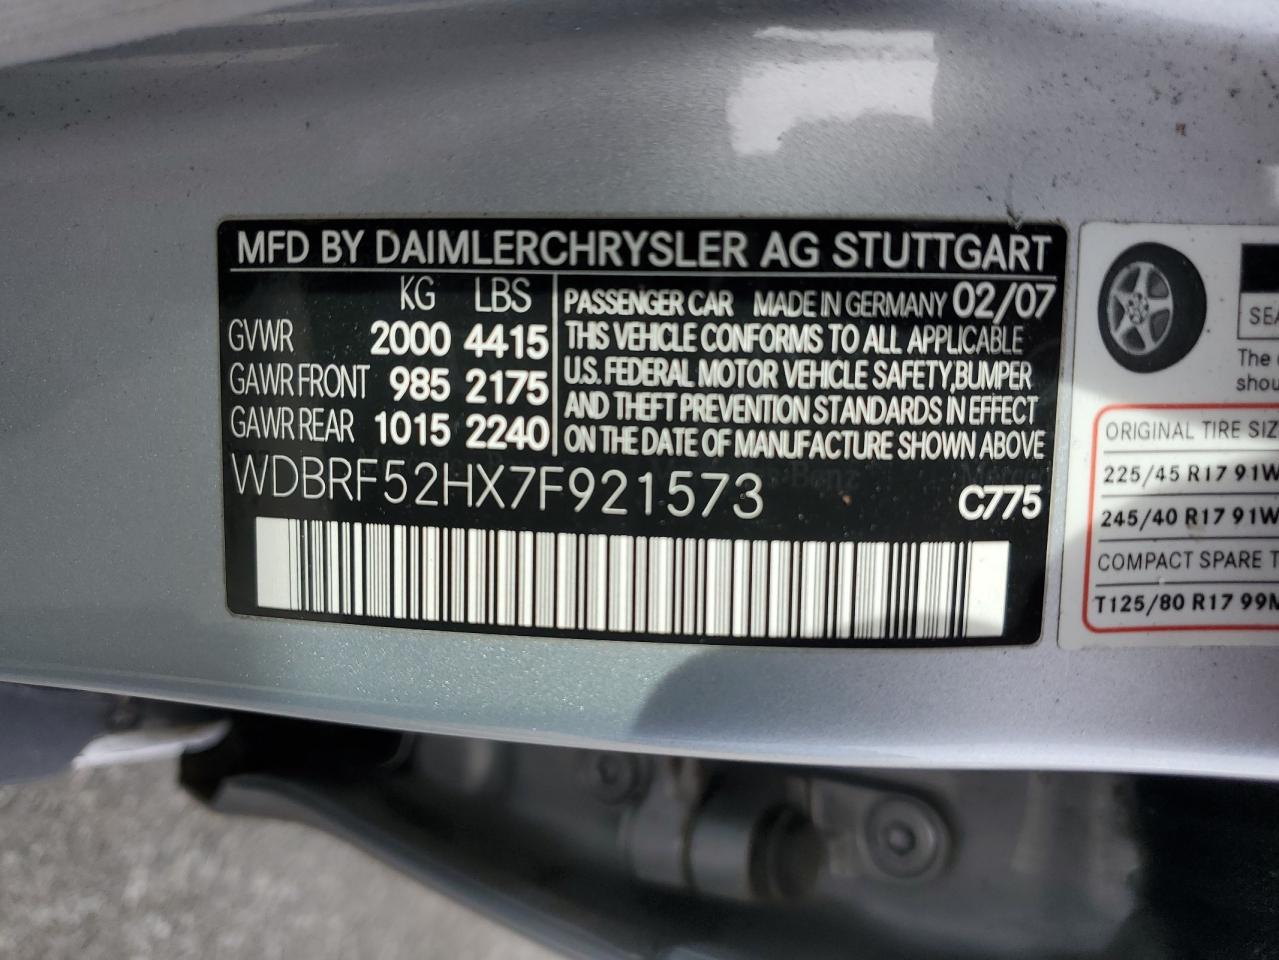 MFD BY DAIMLERCHRYSLER AG STUTTGART
KG LBS
GVWR 2000 4415
GAWR FRONT 985 2175
GAWR REAR 1015 2240
PASSENGER CAR MADE IN GERMANY 02/07
THIS VEHICLE CONFORMS TO ALL APPLICABLE
U.S. FEDERAL MOTOR VEHICLE SAFETY, BUMPER
AND THEFT PREVENTION STANDARDS IN EFFECT
ON THE DATE OF MANUFACTURE SHOWN ABOVE
WDBRF52HX7F921573
C775
The
ORIGINAL TIRE
225/45 R17 91W
245/40 R17 91W
COMPACT SPARE
T125/80 R17 99M